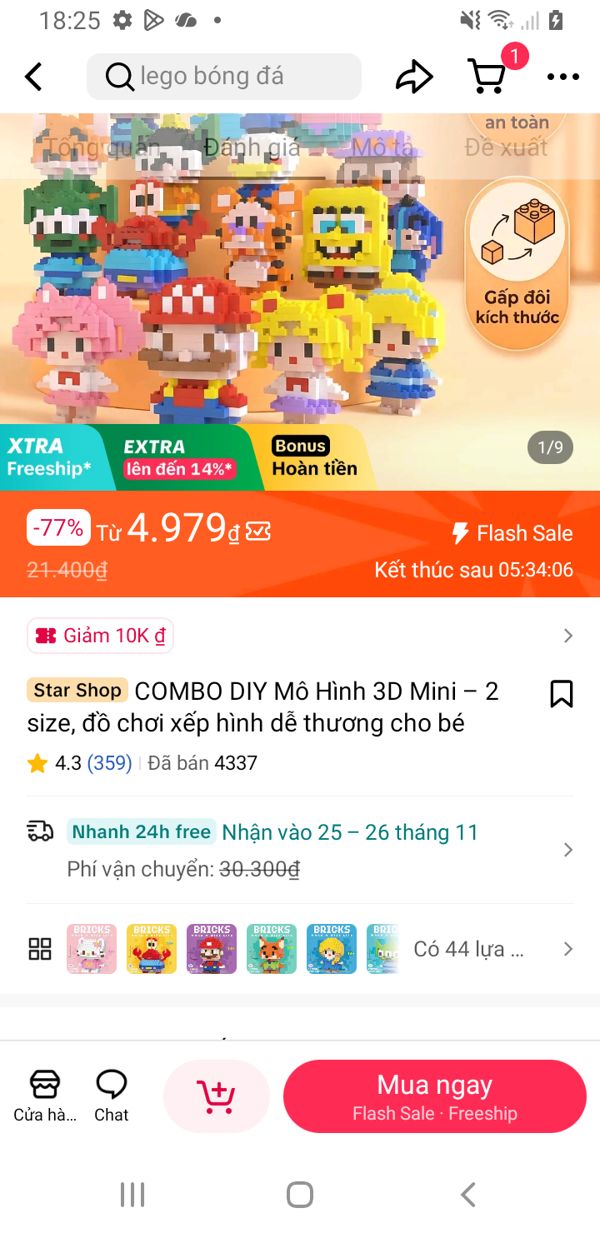 18:25
1
lego bóng đá
an toàn
Tổng quan Đánh giá Mô tả Đề xuất
Gấp đôi
kích thước
XTRA
Freeship*
EXTRA
lên đến 14%*
Bonus
Hoàn tiền
1/9
-77% Từ 4.979₫
Flash Sale
21.400₫
Kết thúc sau 05:34:06
Giảm 10K ₫
Star Shop COMBO DIY Mô Hình 3D Mini – 2
size, đồ chơi xếp hình dễ thương cho bé
4.3 (359) Đã bán 4337
Nhanh 24h free Nhận vào 25 – 26 tháng 11
Phí vận chuyển: 30.300₫
BRICKS BRICKS BRICKS BRICKS BRICKS BRICKS
Có 44 lựa ...
Cửa hà... Chat
Mua ngay
Flash Sale · Freeship